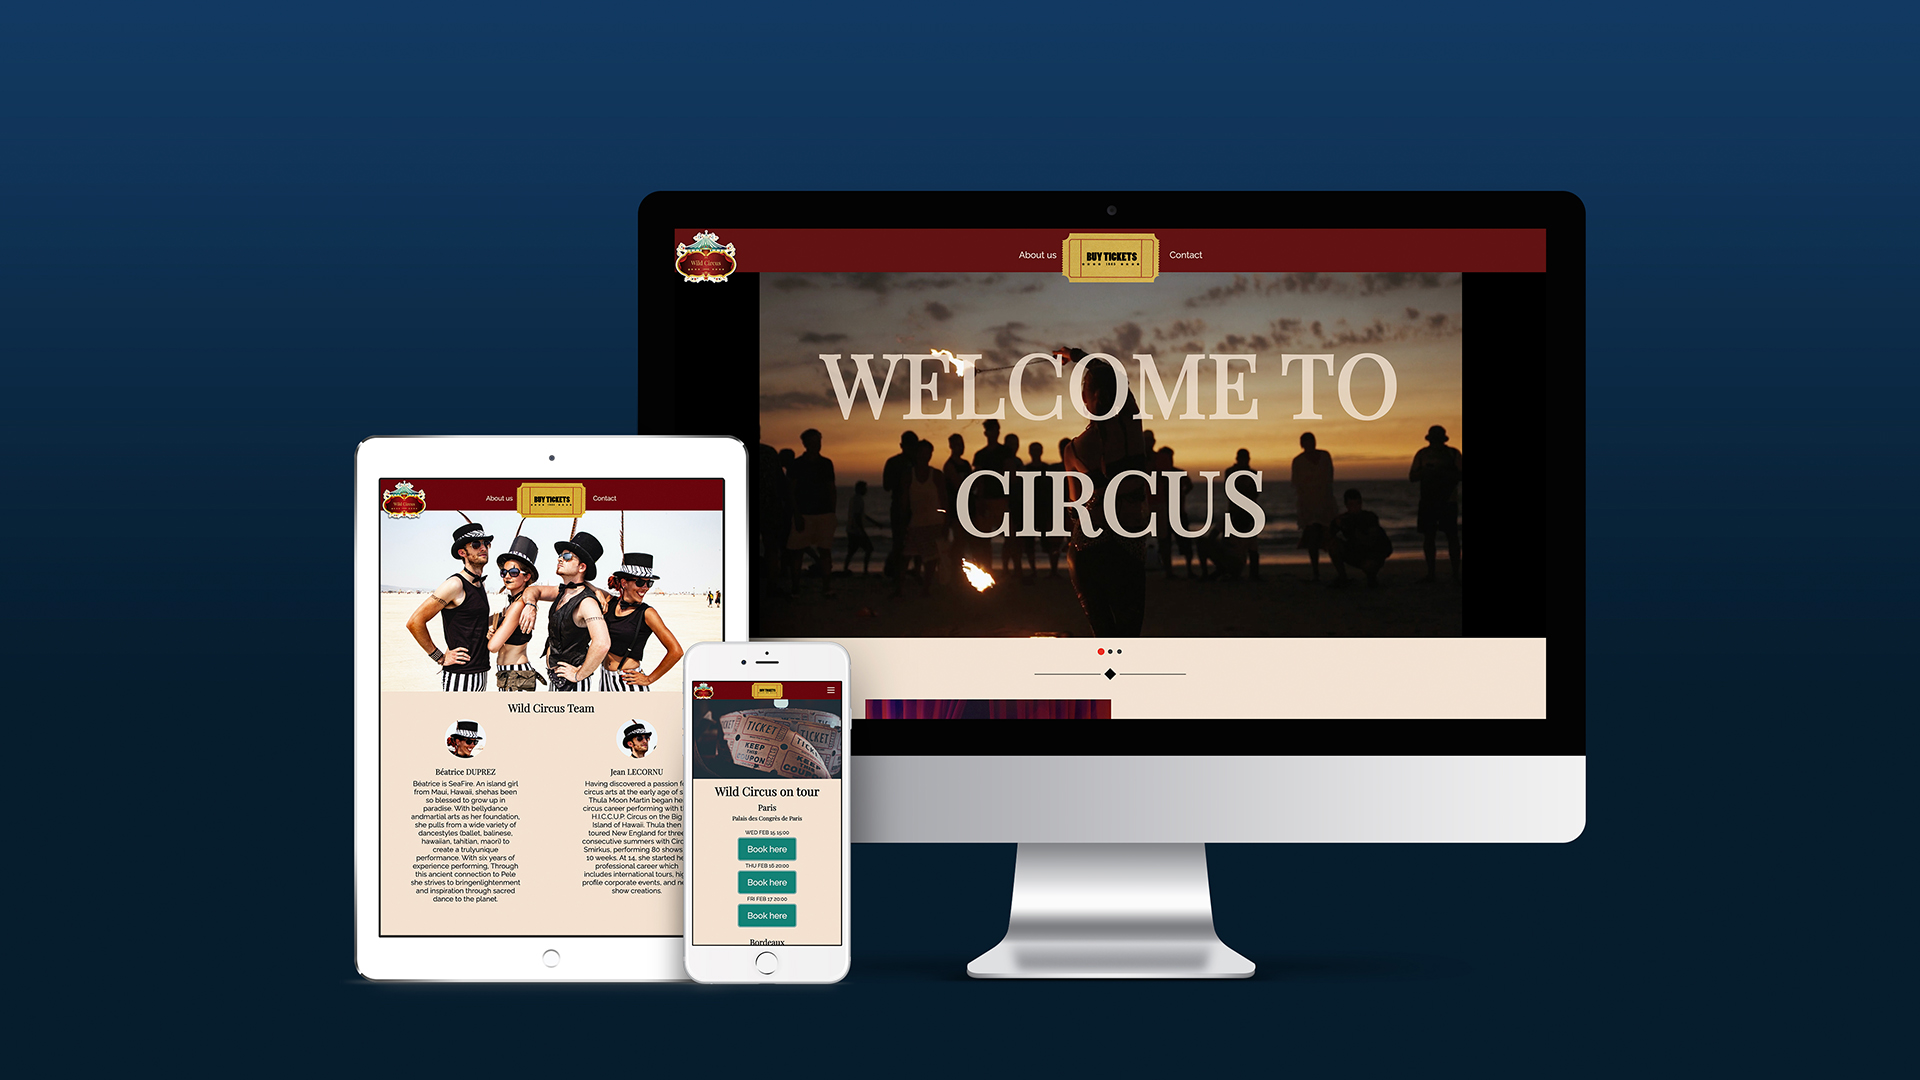 Wild Circus
About us
BUY TICKETS
1983
Contact
WELCOME TO
CIRCUS
Wild Circus
About us
BUY TICKETS
Contact
Wild Circus Team
Béatrice DUPREZ
Béatrice is SeaFire. An island girl
from Maui, Hawaii, shehas been
so blessed to grow up in
paradise. With bellydance
andmartial arts as her foundation,
she pulls from a wide variety of
dancestyles (ballet, balinese,
hawaiian, tahitian, maori) to
create a trulyunique
performance. With six years of
experience performing, Through
this ancient connection to Pele
she strives to bringenlightenment
and inspiration through sacred
dance to the planet.
Jean LECORNU
Having discovered a passion f
circus arts at the early age of
Thula Moon Martin began he
circus career performing with
H.I.C.C.U.P. Circus on the Big
Island of Hawaii. Thula then
toured New England for three
consecutive summers with Circ
Smirkus, performing 80 shows
10 weeks. At 14, she started he
professional career which
includes international tours, hi
profile corporate events, and ne
show creations.
BUY TICKETS
TICKET
TICKET
TICK
KEEP
THIS
COUPON
KEEP
COUP
Wild Circus on tour
Paris
Palais des Congrès de Paris
WED FEB 15 15:00
Book here
THU FEB 16 20:00
Book here
FRI FEB 17 20:00
Book here
Bordeaux